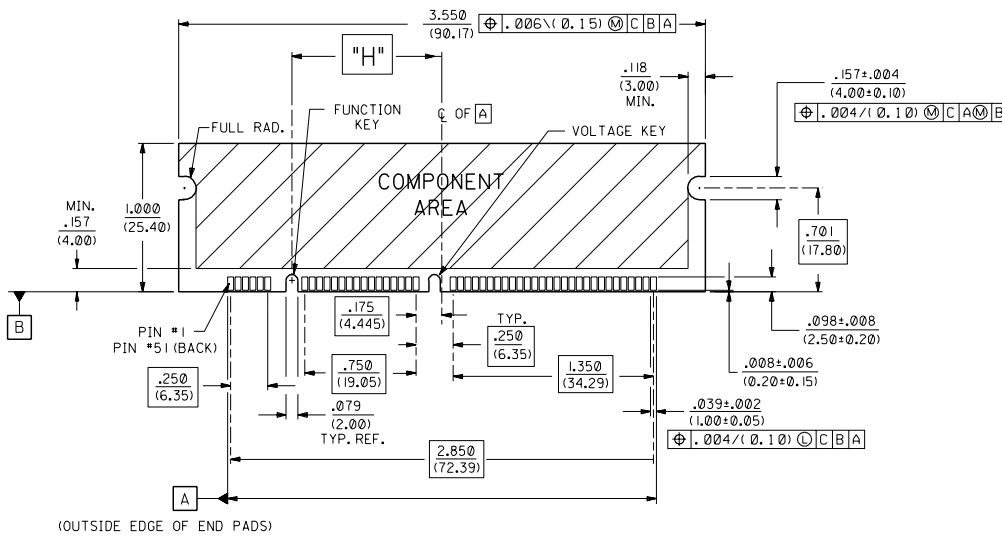 3.550
(90.17)
⌖ .006\(0.15) Ⓜ C B A
"H"
.118
(3.00)
MIN.
.157±.004
(4.00±0.10)
⌖ .004/(0.10) Ⓜ C A Ⓜ B
FUNCTION
KEY
℄ OF A
FULL RAD.
VOLTAGE KEY
COMPONENT
AREA
MIN.
.157
(4.00)
1.000
(25.40)
.701
(17.80)
B
PIN #1
PIN #51(BACK)
.175
(4.445)
TYP.
.250
(6.35)
.098±.008
(2.50±0.20)
.250
(6.35)
.750
(19.05)
1.350
(34.29)
.008±.006
(0.20±0.15)
.079
(2.00)
TYP. REF.
.039±.002
(1.00±0.05)
⌖ .004/(0.10) Ⓛ C B A
2.850
(72.39)
A
(OUTSIDE EDGE OF END PADS)